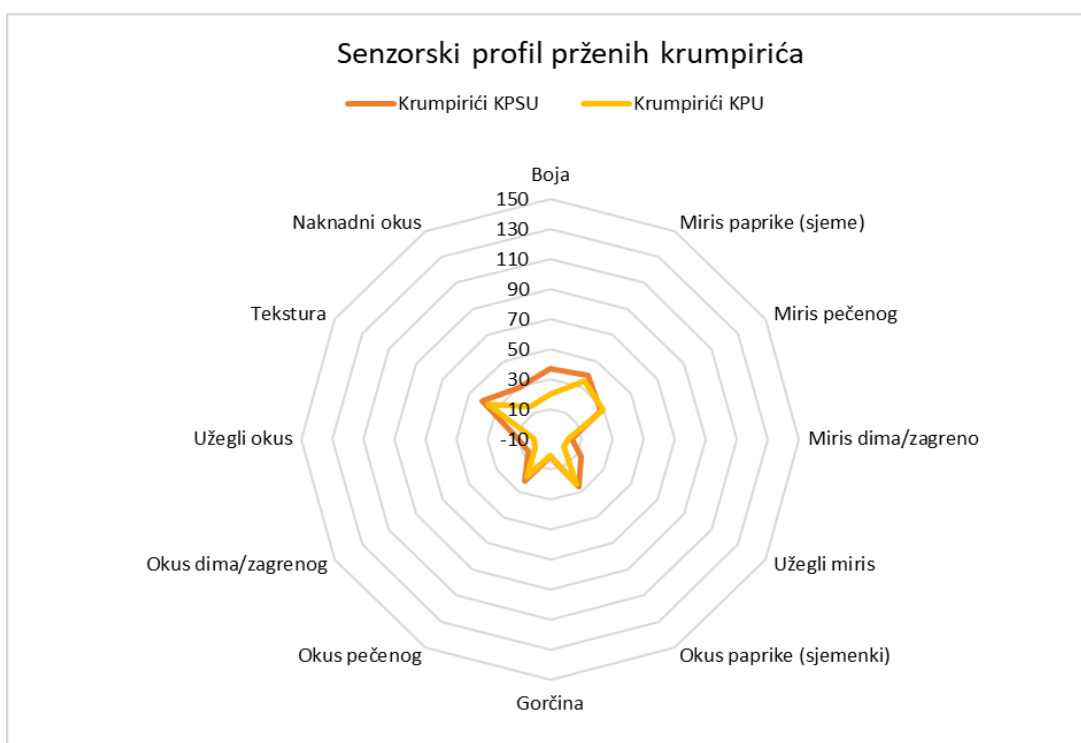 Senzorski profil prženih krumpirića
Krumpirići KPSU
Krumpirići KPU
Boja
150
130
110
90
70
50
30
10
-10
Miris paprike (sjeme)
Miris pečenog
Miris dima/zagreno
Užegli miris
Okus paprike (sjemenki)
Gorčina
Okus pečenog
Okus dima/zagrenog
Užegli okus
Tekstura
Naknadni okus